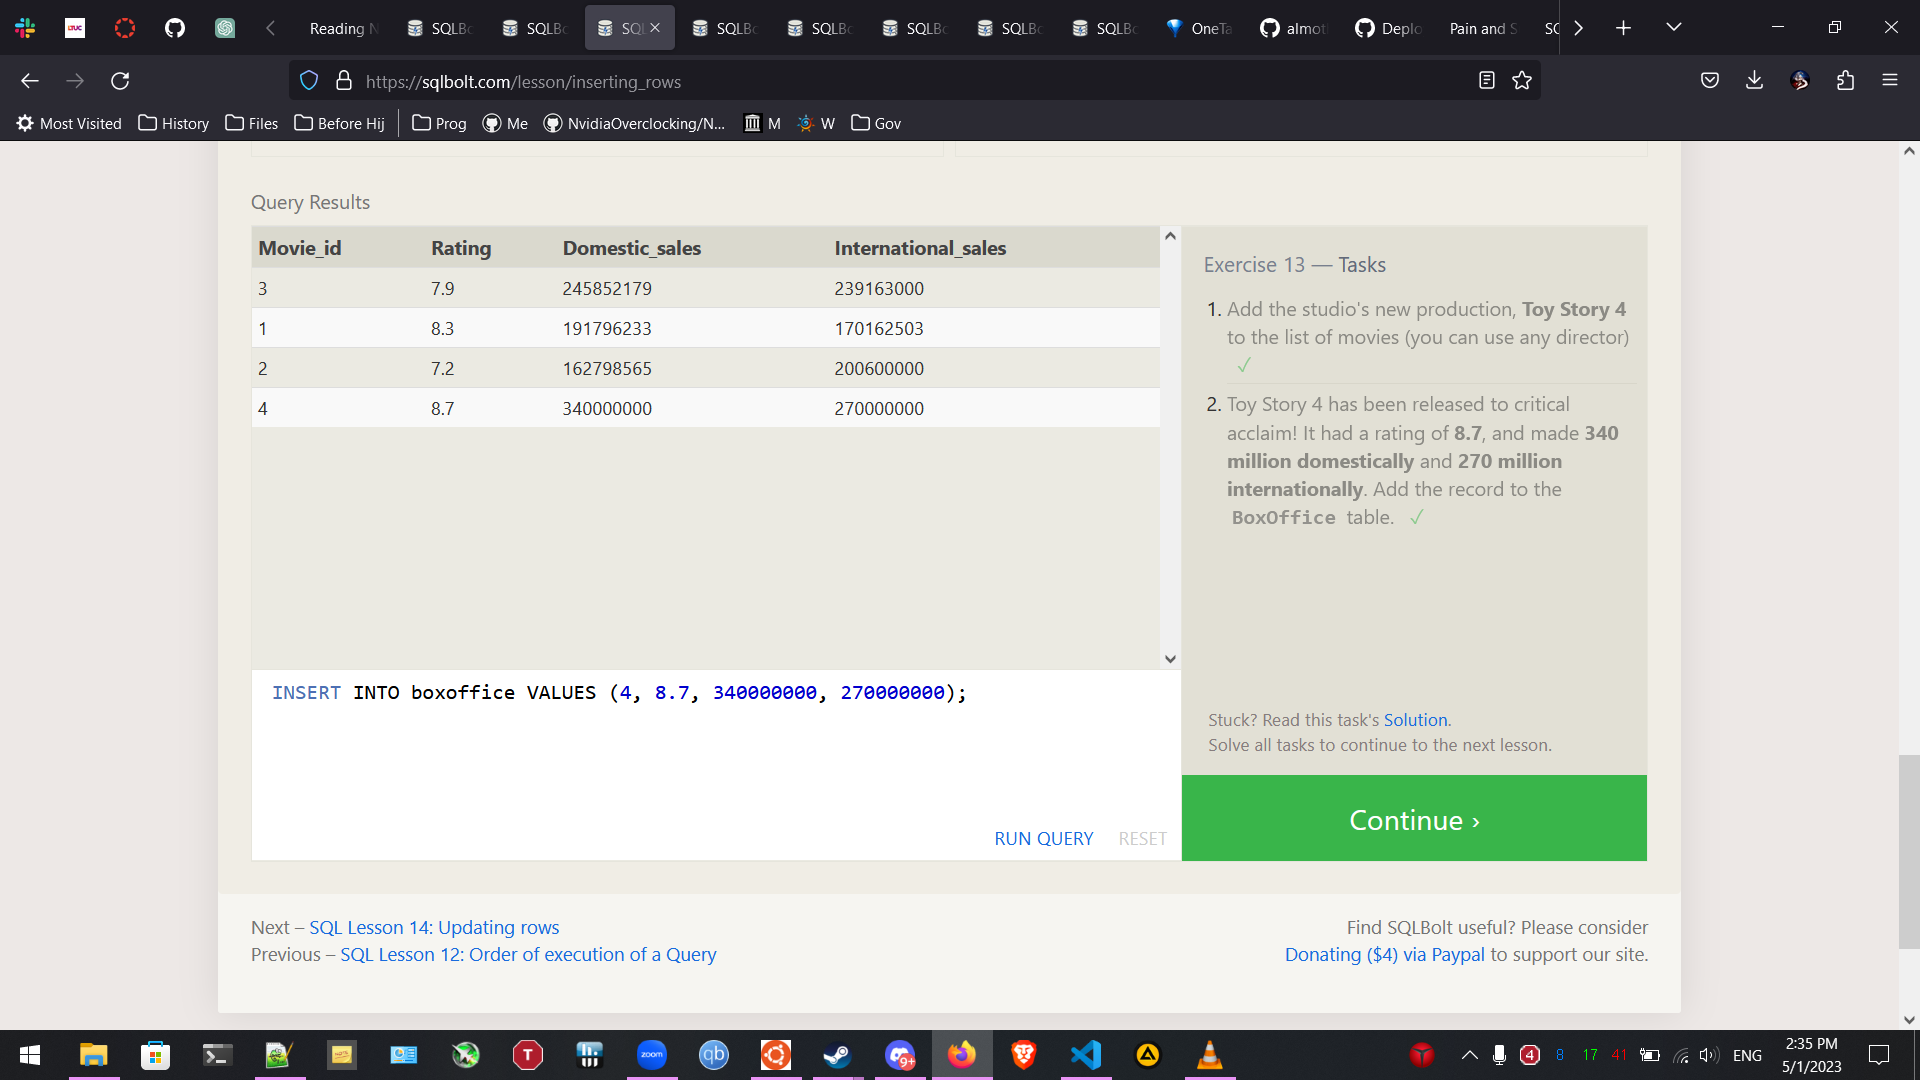 Reading N
SQLBo
SQLBo
SQL
SQLBo
SQLBo
SQLBo
SQLBo
SQLBo
OneTa
almot
Deplo
Pain and S
SC
https://sqlbolt.com/lesson/inserting_rows
Most Visited
History
Files
Before Hij
Prog
Me
NvidiaOverclocking/N...
M
W
Gov
Query Results
Movie_id Rating Domestic_sales International_sales
3 7.9 245852179 239163000
1 8.3 191796233 170162503
2 7.2 162798565 200600000
4 8.7 340000000 270000000
Exercise 13 — Tasks
1. Add the studio's new production, Toy Story 4
to the list of movies (you can use any director)
✓
2. Toy Story 4 has been released to critical
acclaim! It had a rating of 8.7, and made 340
million domestically and 270 million
internationally. Add the record to the
BoxOffice table. ✓
INSERT INTO boxoffice VALUES (4, 8.7, 340000000, 270000000);
RUN QUERY RESET
Stuck? Read this task's Solution.
Solve all tasks to continue to the next lesson.
Continue ›
Next – SQL Lesson 14: Updating rows
Previous – SQL Lesson 12: Order of execution of a Query
Find SQLBolt useful? Please consider
Donating ($4) via Paypal to support our site.
T
zoom
qb
9+
4
8
17
41
ENG
2:35 PM
5/1/2023